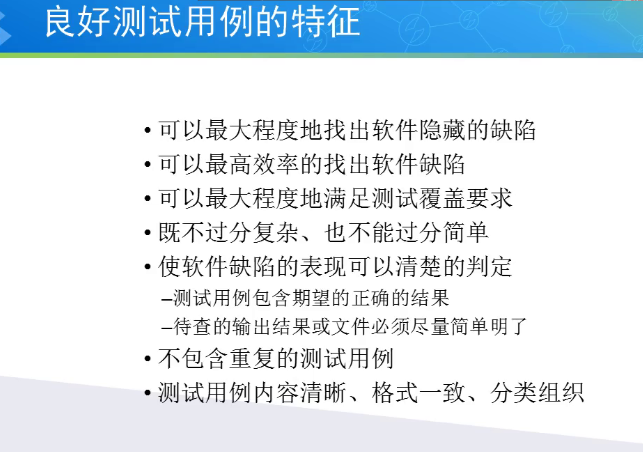 良好测试用例的特征
•可以最大程度地找出软件隐藏的缺陷
•可以最高效率的找出软件缺陷
•可以最大程度地满足测试覆盖要求
•既不过分复杂、也不能过分简单
•使软件缺陷的表现可以清楚的判定
–测试用例包含期望的正确的结果
–待查的输出结果或文件必须尽量简单明了
•不包含重复的测试用例
•测试用例内容清晰、格式一致、分类组织